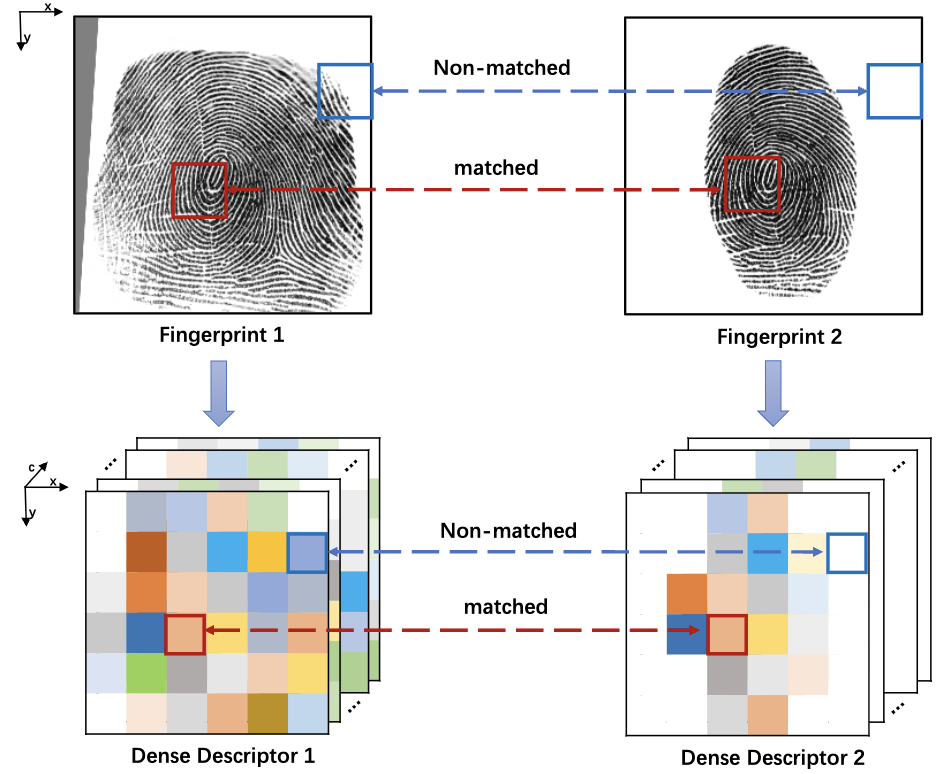 x
y
Non-matched
matched
Fingerprint 1
Fingerprint 2
c
x
y
...
...
...
...
Non-matched
matched
...
...
Dense Descriptor 1
Dense Descriptor 2